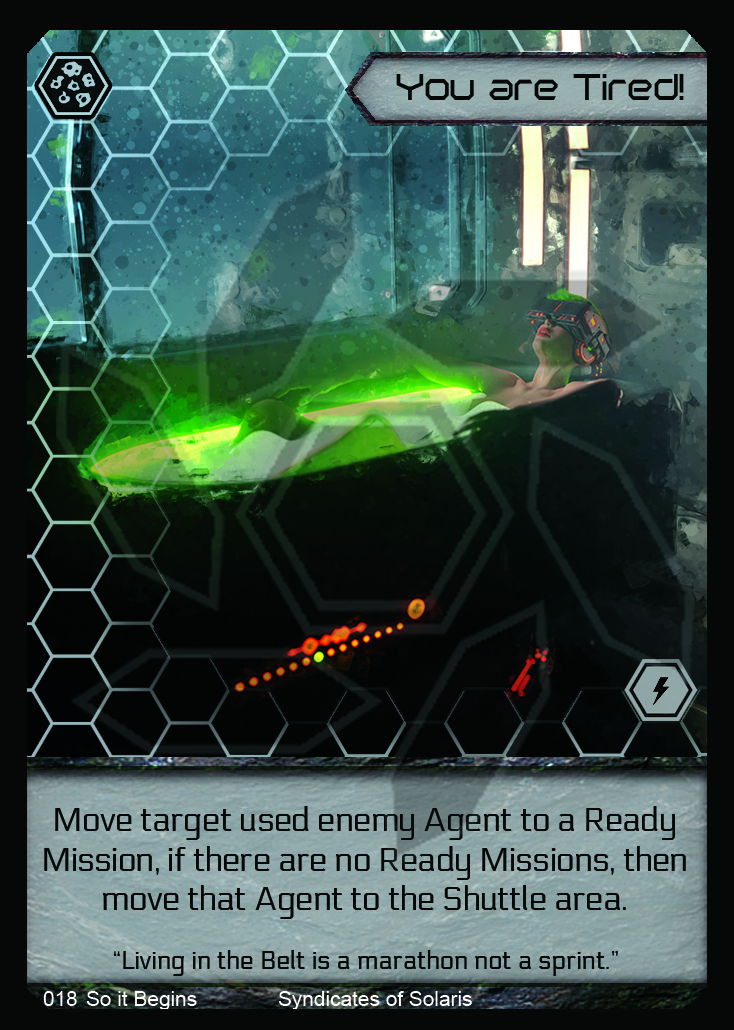 You are Tired!
Move target used enemy Agent to a Ready
Mission, if there are no Ready Missions, then
move that Agent to the Shuttle area.
“Living in the Belt is a marathon not a sprint.”
018 So it Begins Syndicates of Solaris